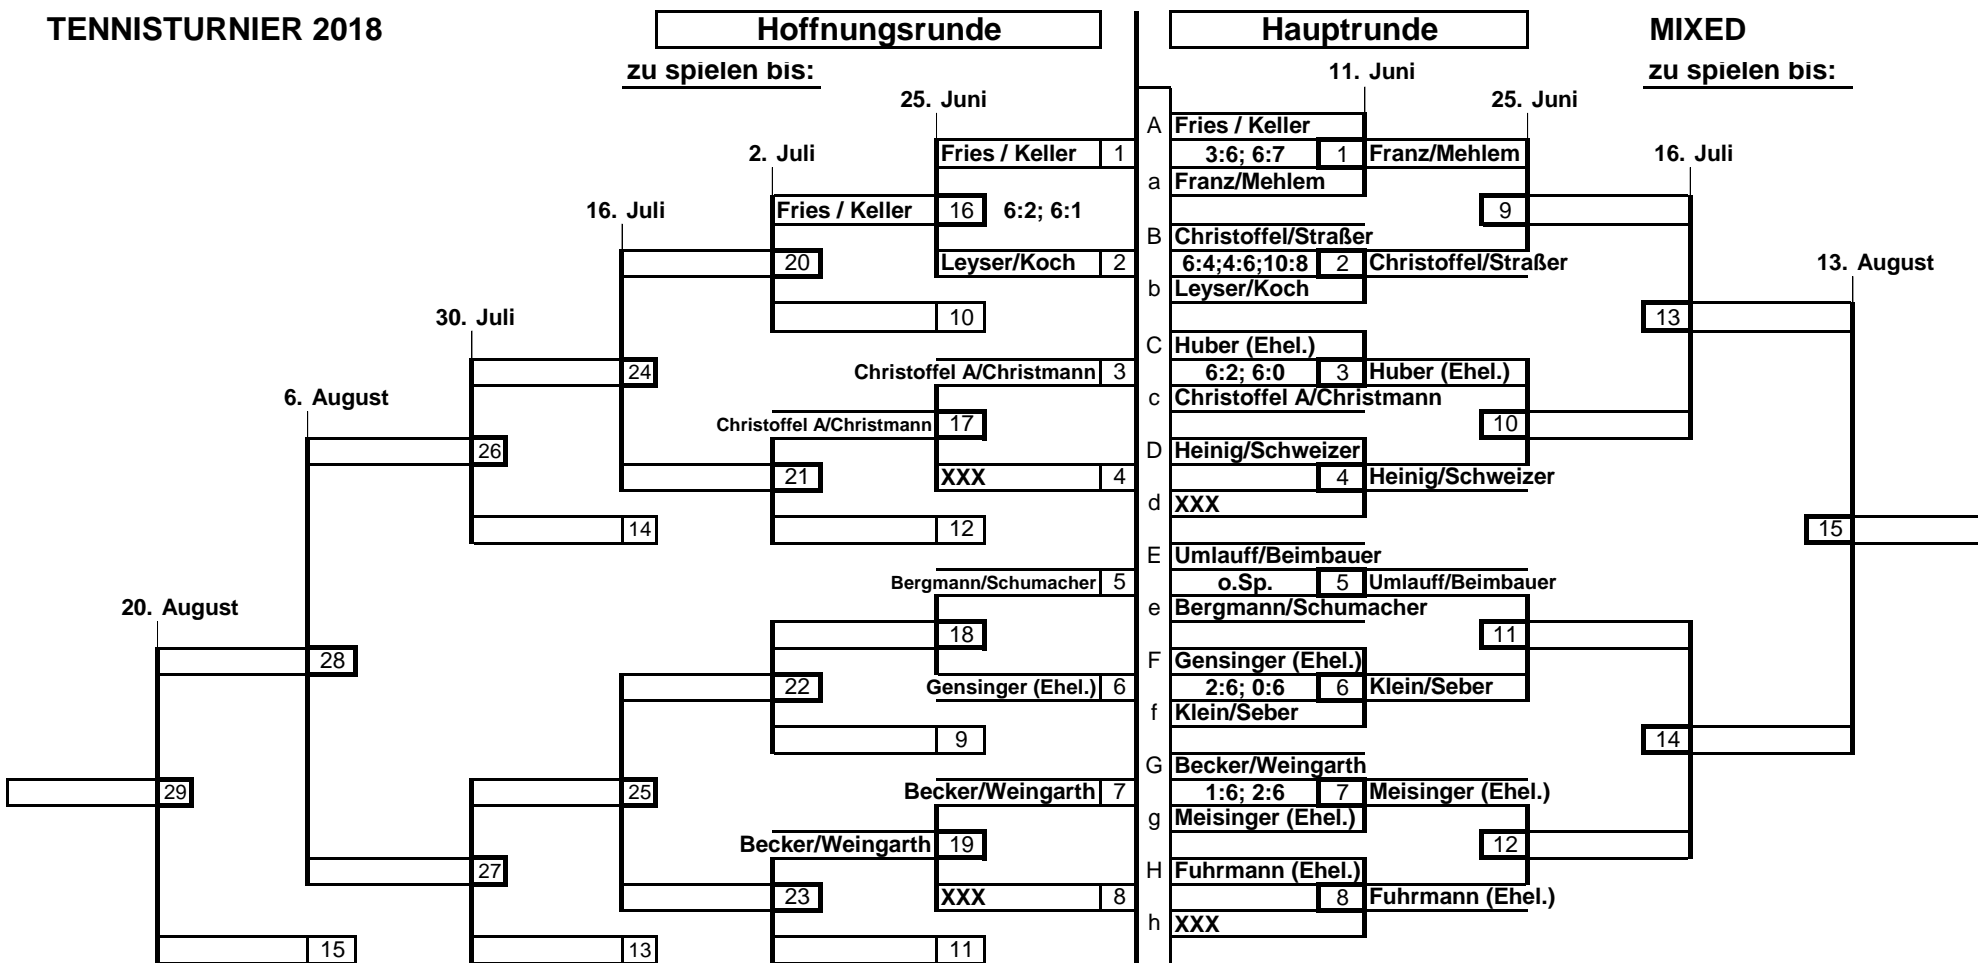 TENNISTURNIER 2018 Hoffnungsrunde Hauptrunde MIXED
zu spielen bis: 11. Juni zu spielen bis:
25. Juni 25. Juni
A Fries / Keller
2. Juli Fries / Keller 1 3:6; 6:7 1 Franz/Mehlem 16. Juli
a Franz/Mehlem
16. Juli Fries / Keller 16 6:2; 6:1 9
B Christoffel/Straßer
20 Leyser/Koch 2 6:4;4:6;10:8 2 Christoffel/Straßer 13. August
b Leyser/Koch
30. Juli 10 13
C Huber (Ehel.)
24 Christoffel A/Christmann 3 6:2; 6:0 3 Huber (Ehel.)
6. August c Christoffel A/Christmann
Christoffel A/Christmann 17 10
26 D Heinig/Schweizer
21 XXX 4 4 Heinig/Schweizer
d XXX
14 12 15
E Umlauff/Beimbauer
Bergmann/Schumacher 5 o.Sp. 5 Umlauff/Beimbauer
20. August e Bergmann/Schumacher
18 11
28 F Gensinger (Ehel.)
22 Gensinger (Ehel.) 6 2:6; 0:6 6 Klein/Seber
f Klein/Seber
9 14
G Becker/Weingarth
29 25 Becker/Weingarth 7 1:6; 2:6 7 Meisinger (Ehel.)
g Meisinger (Ehel.)
Becker/Weingarth 19 12
27 H Fuhrmann (Ehel.)
23 XXX 8 8 Fuhrmann (Ehel.)
h XXX
15 13 11